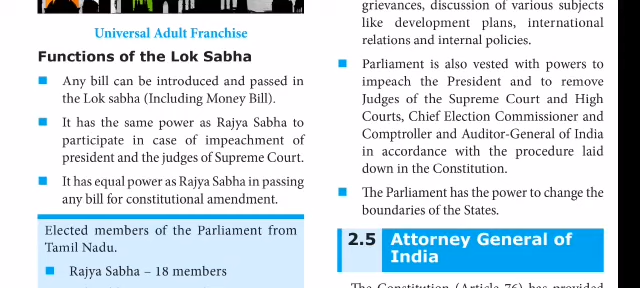 Universal Adult Franchise
Functions of the Lok Sabha
■ Any bill can be introduced and passed in
the Lok sabha (Including Money Bill).
■ It has the same power as Rajya Sabha to
participate in case of impeachment of
president and the judges of Supreme Court.
■ It has equal power as Rajya Sabha in passing
any bill for constitutional amendment.
Elected members of the Parliament from
Tamil Nadu.
■ Rajya Sabha – 18 members
grievances, discussion of various subjects
like development plans, international
relations and internal policies.
■ Parliament is also vested with powers to
impeach the President and to remove
Judges of the Supreme Court and High
Courts, Chief Election Commissioner and
Comptroller and Auditor-General of India
in accordance with the procedure laid
down in the Constitution.
■ The Parliament has the power to change the
boundaries of the States.
2.5 Attorney General of
India
The Constitution (Article 76) has provided